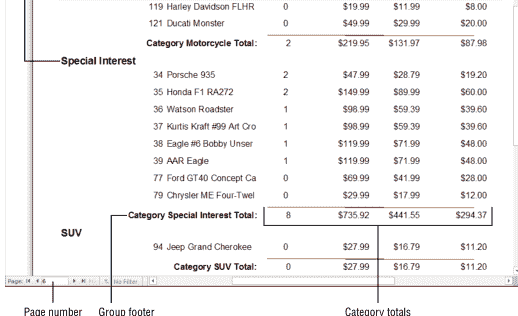 119 Harley Davidson FLHR 0 $19.99 $11.99 $8.00
121 Ducati Monster 0 $49.99 $29.99 $20.00
Category Motorcycle Total: 2 $219.95 $131.97 $87.98
Special Interest
34 Porsche 935 2 $47.99 $28.79 $19.20
35 Honda F1 RA272 2 $149.99 $89.99 $60.00
36 Watson Roadster 1 $98.99 $59.39 $39.60
37 Kurtis Kraft #99 Art Cro 1 $98.99 $59.39 $39.60
38 Eagle #6 Bobby Unser 1 $119.99 $71.99 $48.00
39 AAR Eagle 1 $119.99 $71.99 $48.00
77 Ford GT40 Concept Ca 0 $69.99 $41.99 $28.00
79 Chrysler ME Four-Twel 0 $29.99 $17.99 $12.00
Category Special Interest Total: 8 $735.92 $441.55 $294.37
SUV
94 Jeep Grand Cherokee 0 $27.99 $16.79 $11.20
Category SUV Total: 0 $27.99 $16.79 $11.20
Page: 6 No Filter
Page number Group footer Category totals